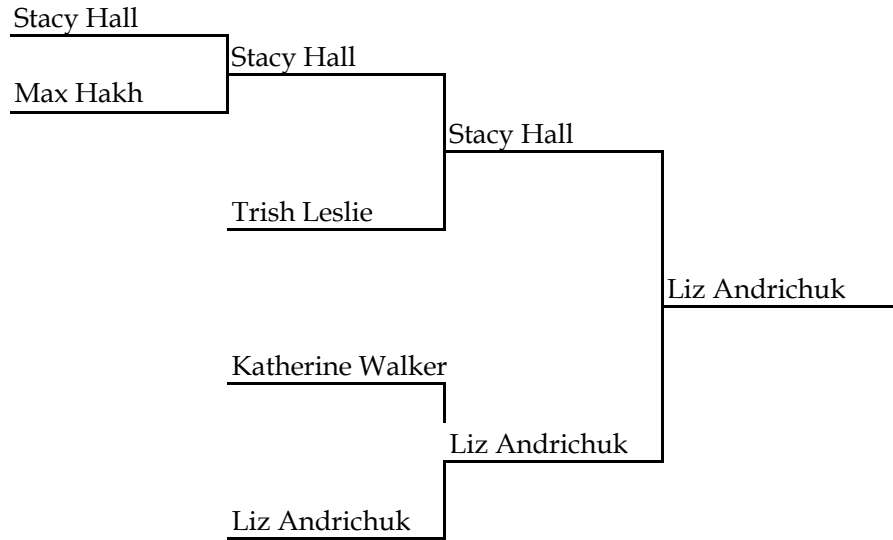 Stacy Hall
Stacy Hall
Max Hakh
Stacy Hall
Trish Leslie
Liz Andrichuk
Katherine Walker
Liz Andrichuk
Liz Andrichuk